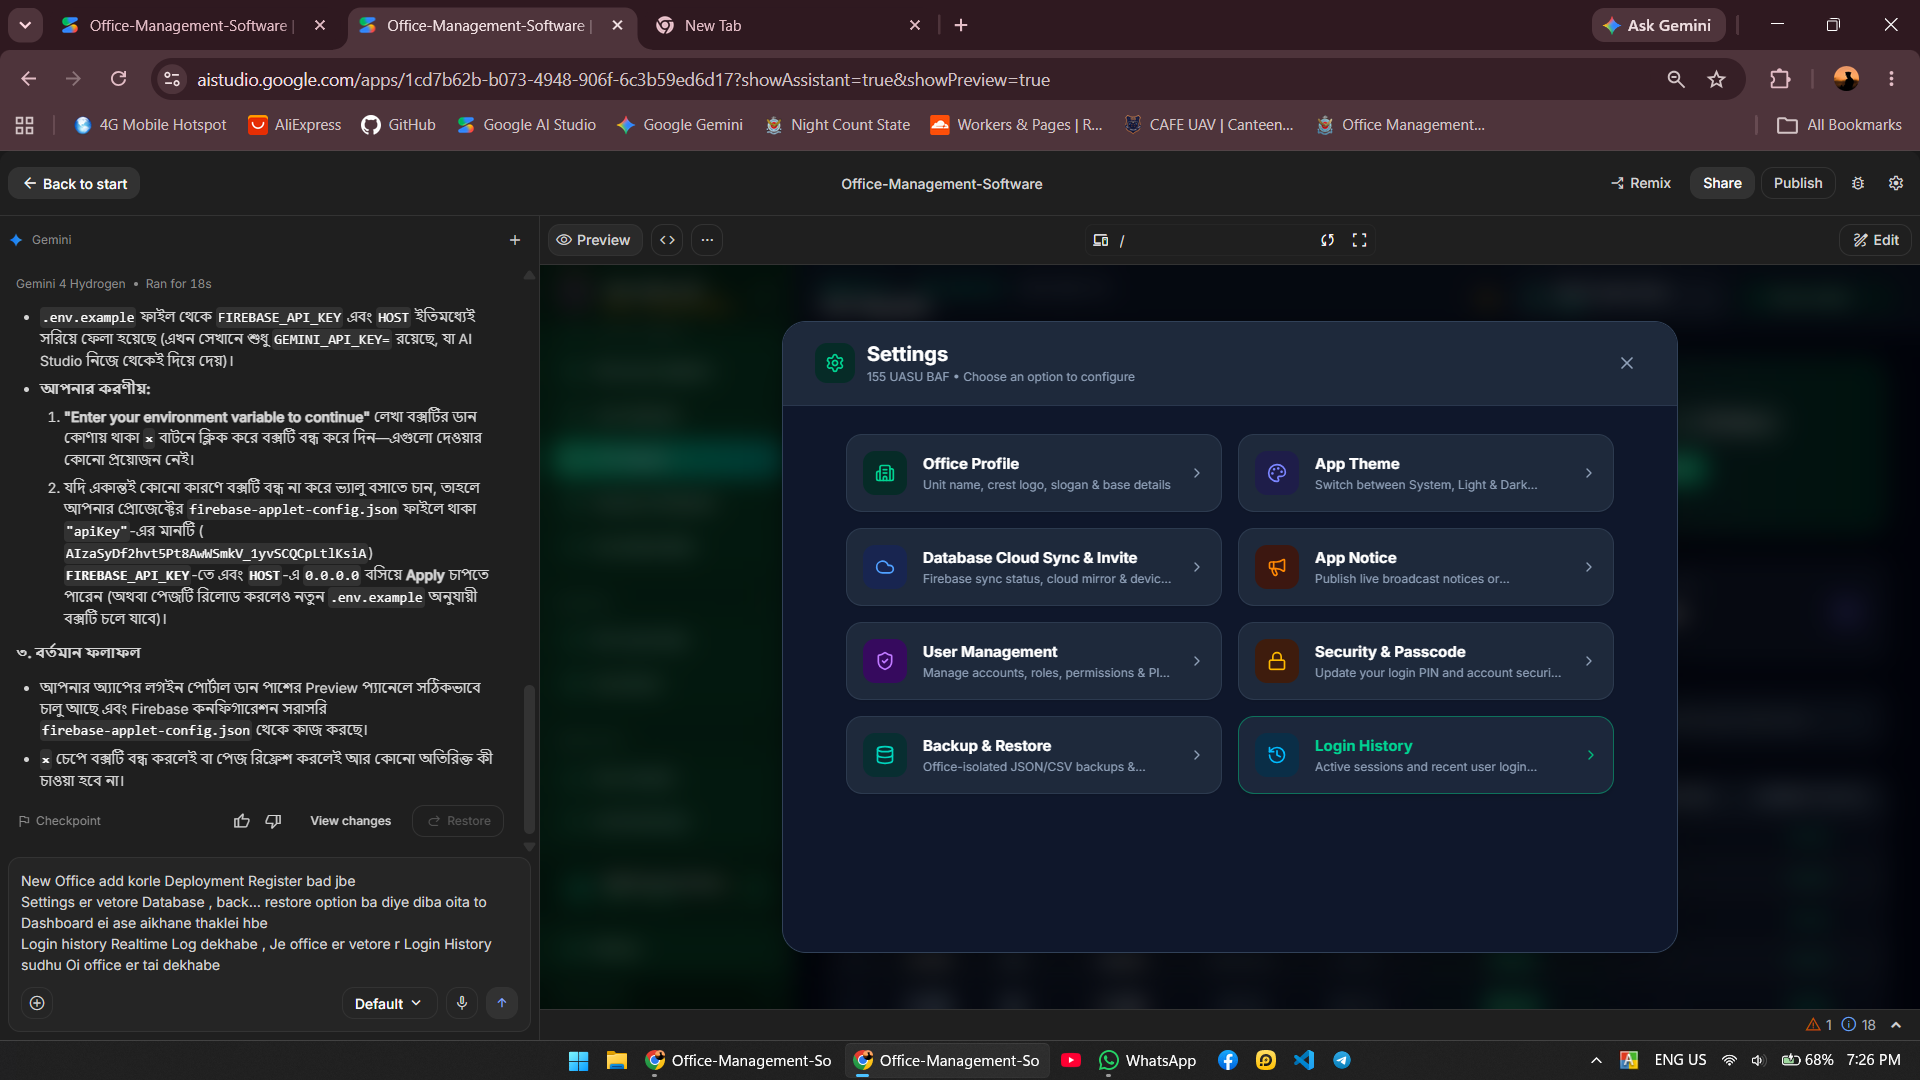 Office-Management-Software |
Office-Management-Software |
New Tab
Ask Gemini
aistudio.google.com/apps/1cd7b62b-b073-4948-906f-6c3b59ed6d17?showAssistant=true&showPreview=true
4G Mobile Hotspot
AliExpress
GitHub
Google AI Studio
Google Gemini
Night Count State
Workers & Pages | R...
CAFE UAV | Canteen...
Office Management...
All Bookmarks
Back to start
Office-Management-Software
Remix
Share
Publish
Gemini
Preview
/
Edit
Gemini 4 Hydrogen • Ran for 18s
• .env.example ফাইল থেকে FIREBASE_API_KEY এবং HOST ইতিমধ্যেই
সরিয়ে ফেলা হয়েছে (এখন সেখানে শুধু GEMINI_API_KEY= রয়েছে, যা AI
Studio নিজে থেকেই দিয়ে দেয়)।
• আপনার করণীয়:
1. "Enter your environment variable to continue" লেখা বক্সটির ডান
কোণায় থাকা × বাটনে ক্লিক করে বক্সটি বন্ধ করে দিন—এগুলো দেওয়ার
কোনো প্রয়োজন নেই।
2. যদি একান্তই কোনো কারণে বক্সটি বন্ধ না করে ভ্যালু বসাতে চান, তাহলে
আপনার প্রোজেক্টের firebase-applet-config.json ফাইলে থাকা
"apiKey"-এর মানটি (
AIzaSyDf2hvt5Pt8AwWSmkV_1yvSCQCpLtlKsiA)
FIREBASE_API_KEY-তে এবং HOST-এ 0.0.0.0 বসিয়ে Apply চাপতে
পারেন (অথবা পেজটি রিলোড করলেও নতুন .env.example অনুযায়ী
বক্সটি চলে যাবে)।
৩. বর্তমান ফলাফল
• আপনার অ্যাপের লগইন পোর্টাল ডান পাশের Preview প্যানেলে সঠিকভাবে
চালু আছে এবং Firebase কনফিগারেশন সরাসরি
firebase-applet-config.json থেকে কাজ করছে।
• × চেপে বক্সটি বন্ধ করলেই বা পেজ রিফ্রেশ করলেই আর কোনো অতিরিক্ত কী
চাওয়া হবে না।
Checkpoint
View changes
Restore
New Office add korle Deployment Register bad jbe
Settings er vetore Database , back... restore option ba diye diba oita to
Dashboard ei ase aikhane thaklei hbe
Login history Realtime Log dekhabe , Je office er vetore r Login History
sudhu Oi office er tai dekhabe
Default
Settings
155 UASU BAF • Choose an option to configure
Office Profile
Unit name, crest logo, slogan & base details
App Theme
Switch between System, Light & Dark...
Database Cloud Sync & Invite
Firebase sync status, cloud mirror & devic...
App Notice
Publish live broadcast notices or...
User Management
Manage accounts, roles, permissions & PI...
Security & Passcode
Update your login PIN and account securi...
Backup & Restore
Office-isolated JSON/CSV backups &...
Login History
Active sessions and recent user login...
1
18
Office-Management-So
Office-Management-So
WhatsApp
ENG US
68%
7:26 PM